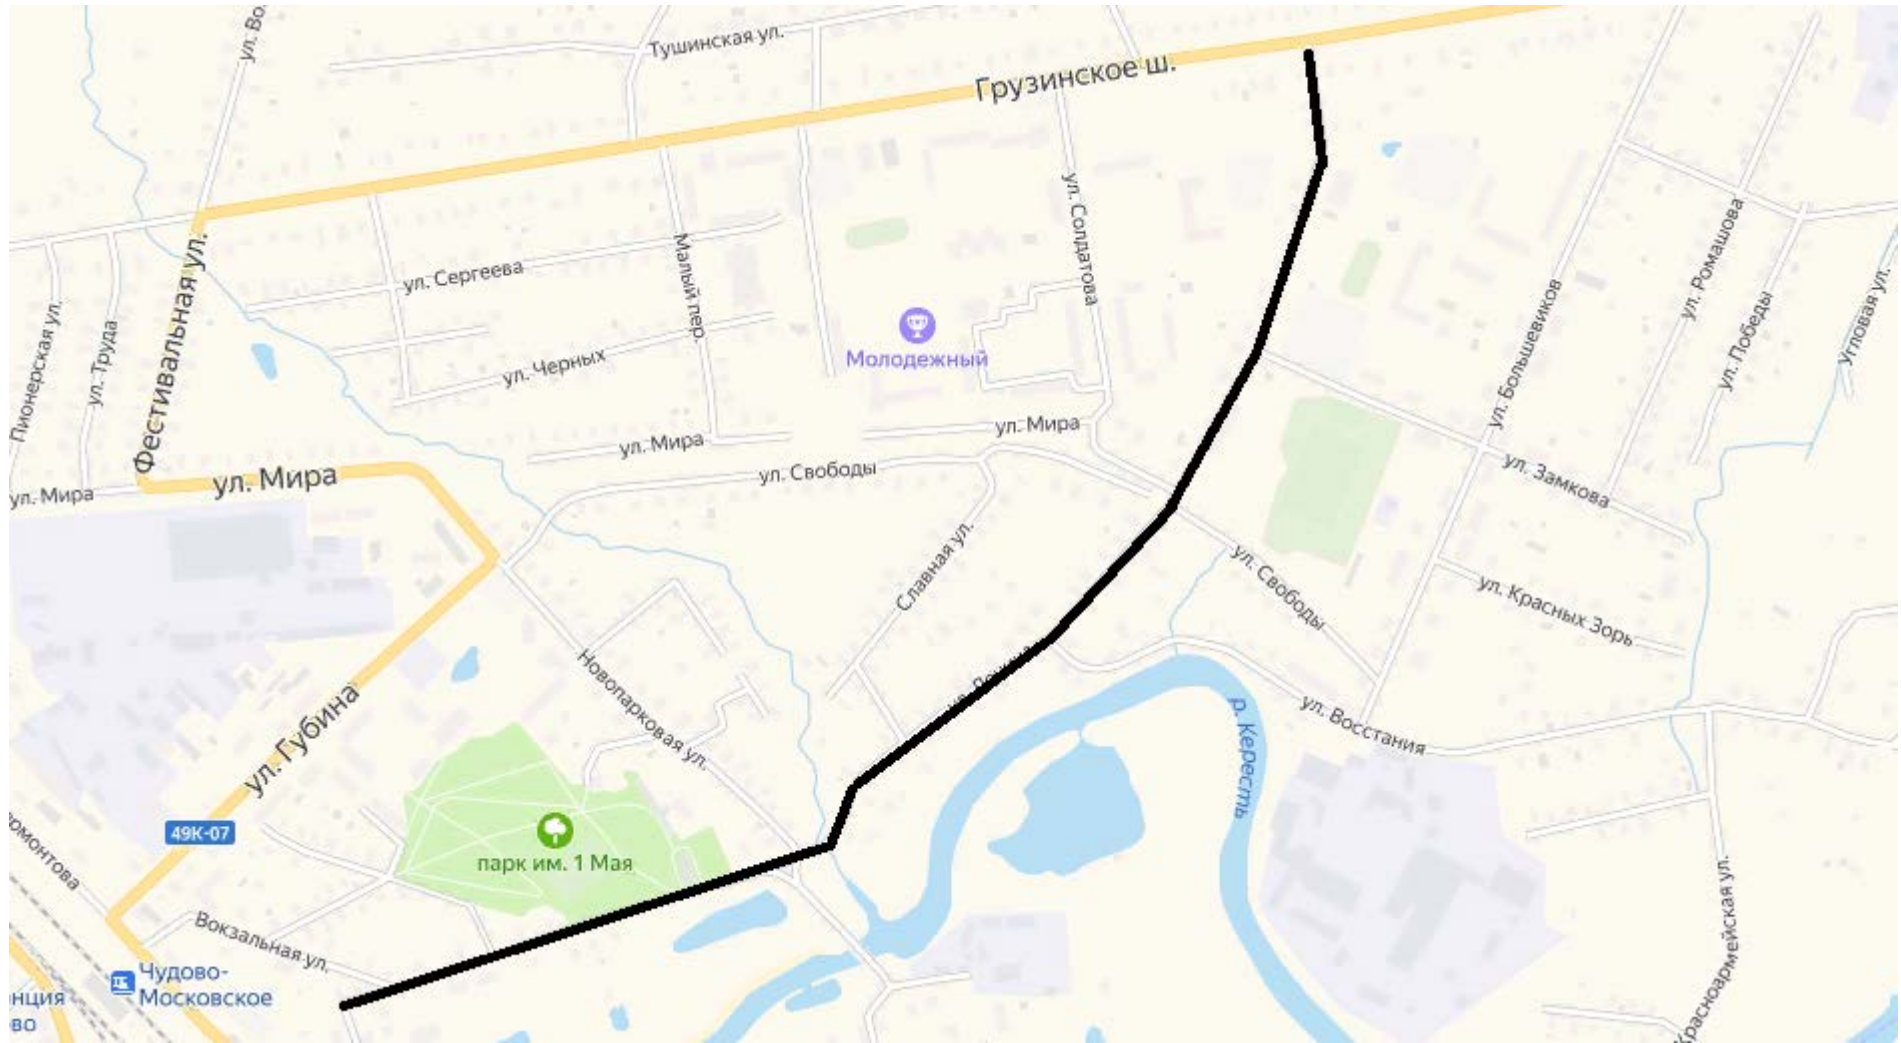 ул. Во
Тушинская ул.
Грузинское ш.
ул. Солдатова
Малый пер.
ул. Сергеева
Фестивальная ул.
Пионерская ул.
ул. Труда
ул. Черных
Молодежный
ул. Ромашова
ул. Победы
Угловая ул.
ул. Большевиков
ул. Мира
ул. Мира
ул. Мира
ул. Мира
ул. Свободы
ул. Замкова
Славная ул.
ул. Свободы
ул. Красных Зорь
Новопарковая ул.
ул. Губина
р. Кересть
ул. Восстания
49К-07
парк им. 1 Мая
рмонтова
Вокзальная ул.
Красноармейская ул.
Чудово-
Московское
нция
во